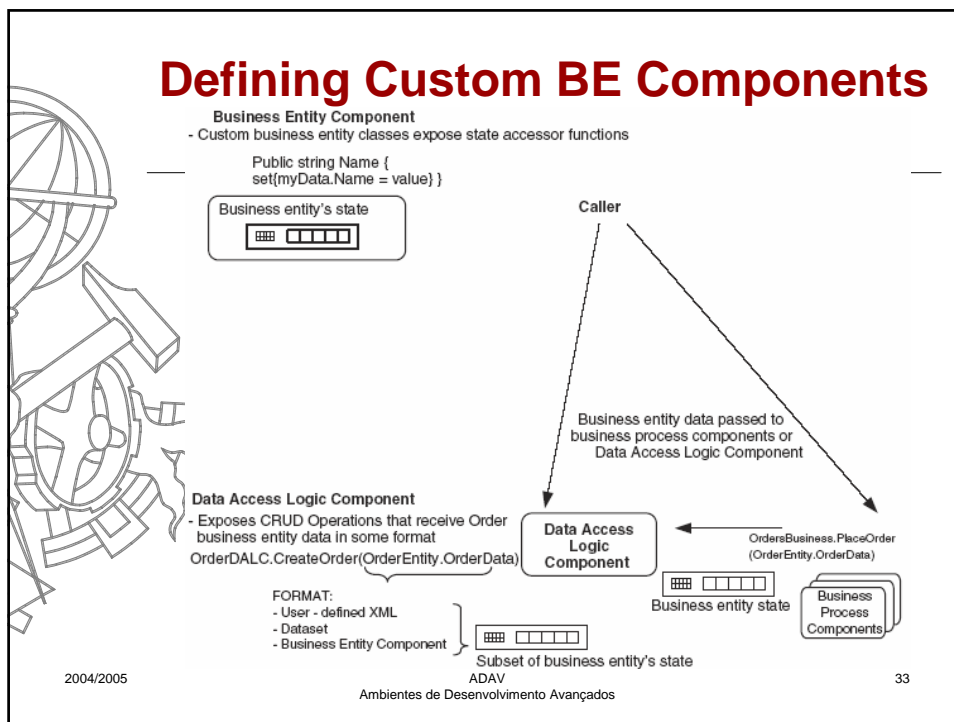 Defining Custom BE Components
Business Entity Component
- Custom business entity classes expose state accessor functions
Public string Name {
set{myData.Name = value} }
Business entity's state
Caller
Business entity data passed to
business process components or
Data Access Logic Component
Data Access Logic Component
- Exposes CRUD Operations that receive Order
business entity data in some format
OrderDALC.CreateOrder(OrderEntity.OrderData)
Data Access
Logic
Component
OrdersBusiness.PlaceOrder
(OrderEntity.OrderData)
FORMAT:
- User - defined XML
- Dataset
- Business Entity Component
Business entity state
Business
Process
Components
Subset of business entity's state
2004/2005
ADAV
Ambientes de Desenvolvimento Avançados
33